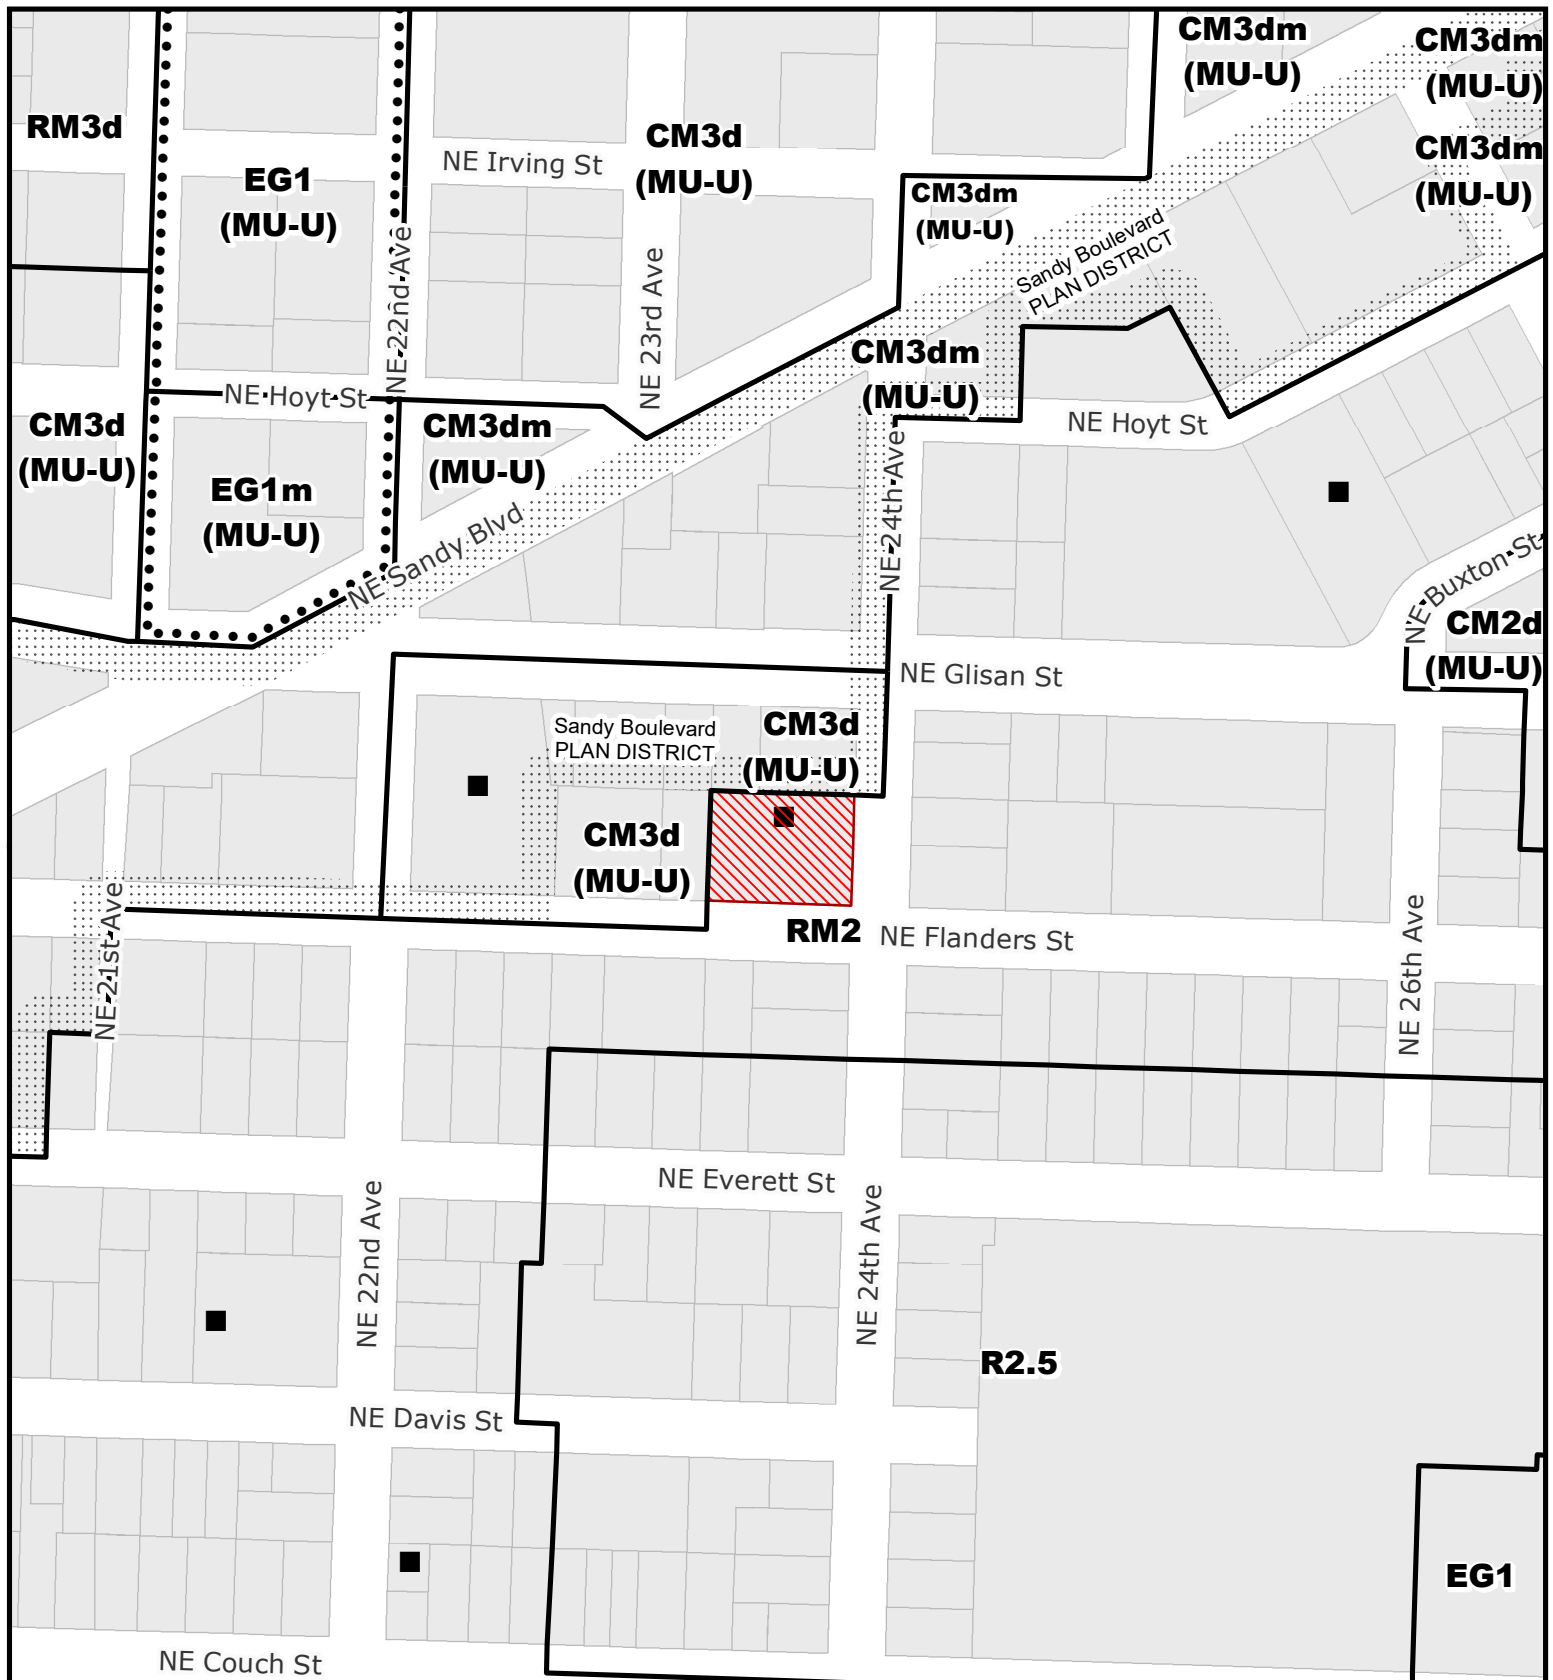 CM3dm
(MU-U)
CM3dm
(MU-U)
RM3d
CM3d
(MU-U)
NE Irving St
CM3dm
(MU-U)
EG1
(MU-U)
CM3dm
(MU-U)
Sandy Boulevard
PLAN DISTRICT
NE 22nd Ave
NE 23rd Ave
CM3dm
(MU-U)
NE Hoyt St
NE Hoyt St
CM3d
(MU-U)
CM3dm
(MU-U)
EG1m
(MU-U)
NE 24th Ave
NE Sandy Blvd
NE Buxton St
CM2d
(MU-U)
NE Glisan St
Sandy Boulevard
PLAN DISTRICT
CM3d
(MU-U)
CM3d
(MU-U)
RM2
NE Flanders St
NE 21st Ave
NE 26th Ave
NE Everett St
NE 22nd Ave
NE 24th Ave
R2.5
NE Davis St
EG1
NE Couch St